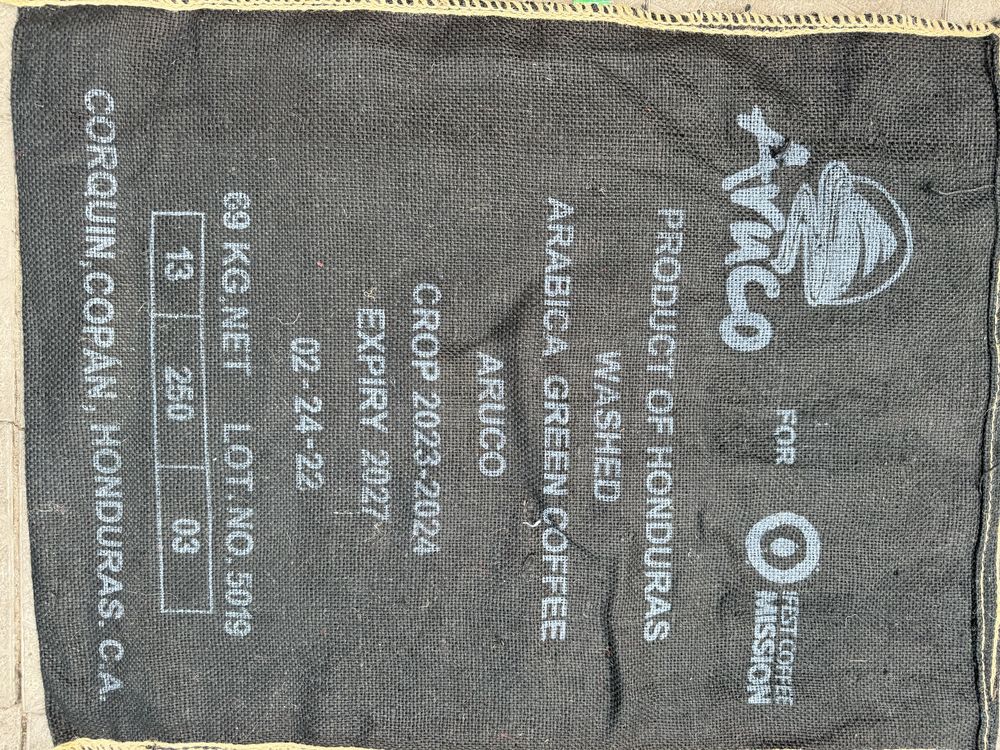 Aruco
FOR
IFEST COFFEE
MISSION
PRODUCT OF HONDURAS
WASHED
ARABICA GREEN COFFEE
ARUCO
CROP 2023-2024
EXPIRY 2027
02-24-22
69 KG.NET LOT.NO.5019
13 250 03
CORQUIN,COPAN, HONDURAS. C.A.